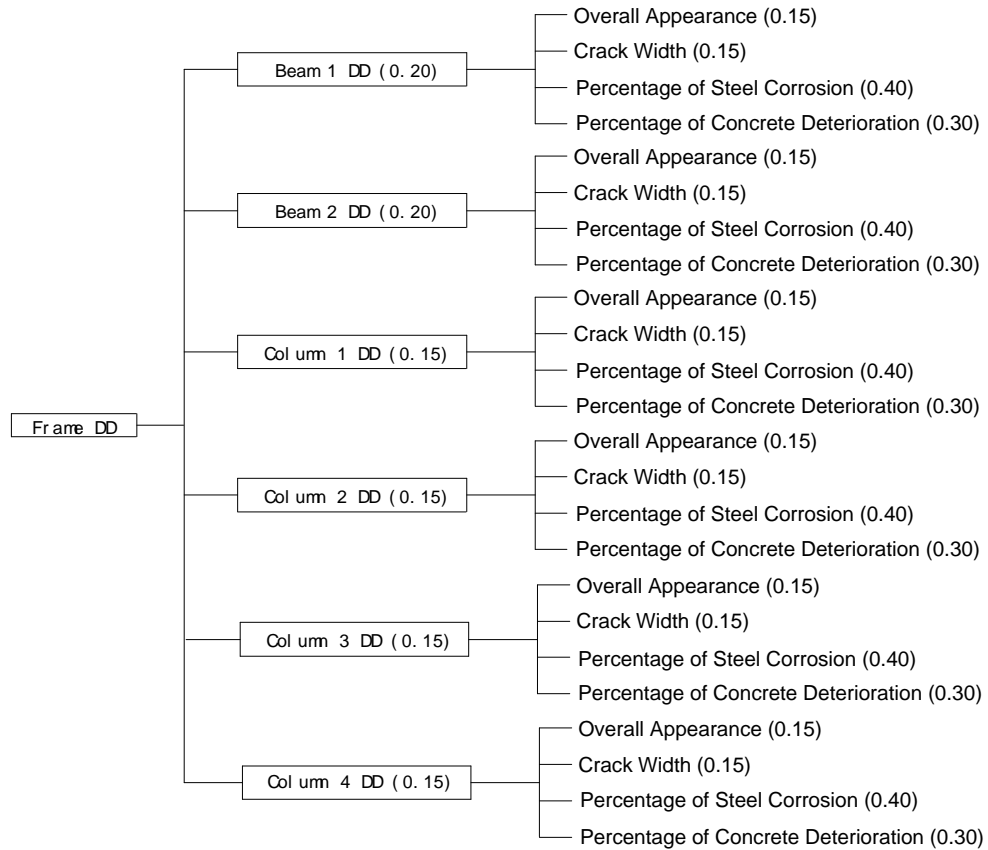 Overall Appearance (0.15)
Crack Width (0.15)
Beam 1 DD (0.20)
Percentage of Steel Corrosion (0.40)
Percentage of Concrete Deterioration (0.30)
Overall Appearance (0.15)
Crack Width (0.15)
Beam 2 DD (0.20)
Percentage of Steel Corrosion (0.40)
Percentage of Concrete Deterioration (0.30)
Overall Appearance (0.15)
Crack Width (0.15)
Column 1 DD (0.15)
Percentage of Steel Corrosion (0.40)
Percentage of Concrete Deterioration (0.30)
Frame DD
Overall Appearance (0.15)
Crack Width (0.15)
Column 2 DD (0.15)
Percentage of Steel Corrosion (0.40)
Percentage of Concrete Deterioration (0.30)
Overall Appearance (0.15)
Crack Width (0.15)
Column 3 DD (0.15)
Percentage of Steel Corrosion (0.40)
Percentage of Concrete Deterioration (0.30)
Overall Appearance (0.15)
Crack Width (0.15)
Column 4 DD (0.15)
Percentage of Steel Corrosion (0.40)
Percentage of Concrete Deterioration (0.30)